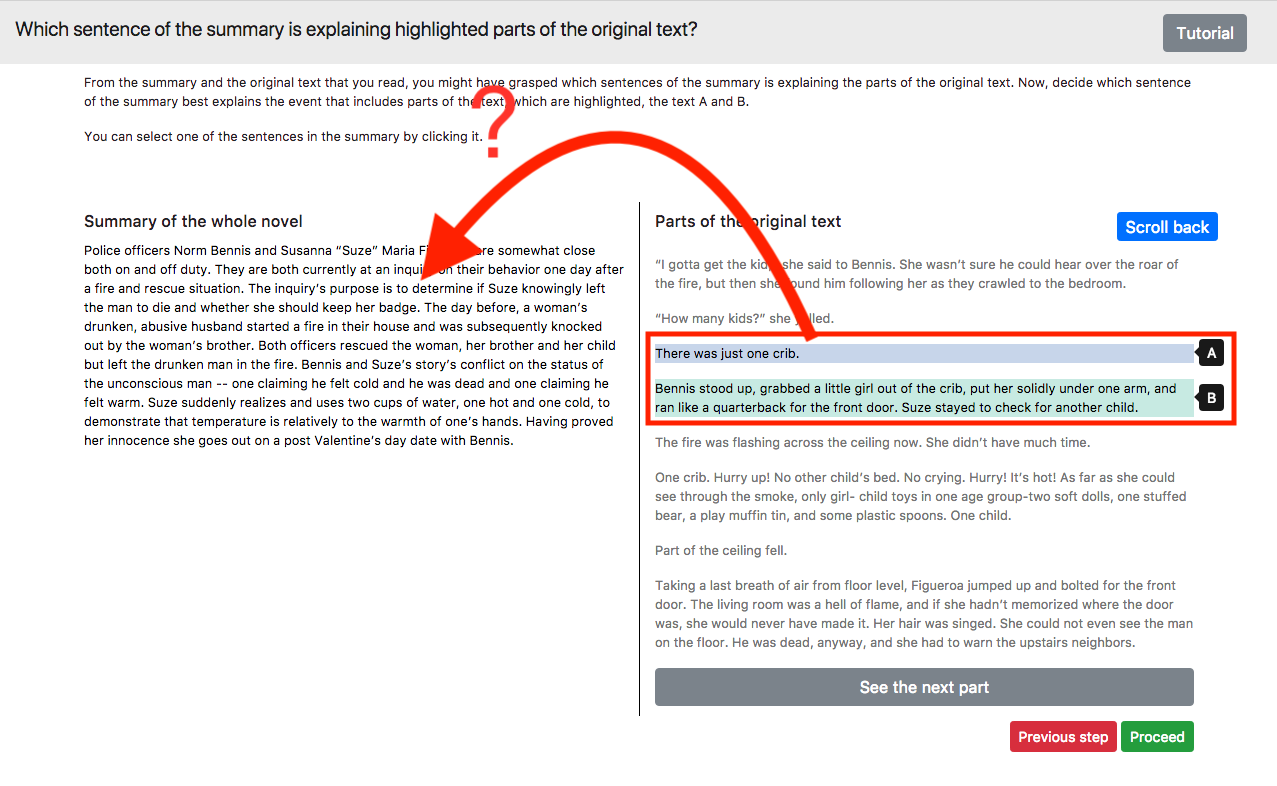 Which sentence of the summary is explaining highlighted parts of the original text?
Tutorial
From the summary and the original text that you read, you might have grasped which sentences of the summary is explaining the parts of the original text. Now, decide which sentence
of the summary best explains the event that includes parts of the text, which are highlighted, the text A and B.
You can select one of the sentences in the summary by clicking it.
?
Summary of the whole novel
Police officers Norm Bennis and Susanna “Suze” Maria are somewhat close
both on and off duty. They are both currently at an on their behavior one day after
a fire and rescue situation. The inquiry’s purpose is to determine if Suze knowingly left
the man to die and whether she should keep her badge. The day before, a woman’s
drunken, abusive husband started a fire in their house and was subsequently knocked
out by the woman’s brother. Both officers rescued the woman, her brother and her child
but left the drunken man in the fire. Bennis and Suze’s story’s conflict on the status of
the unconscious man -- one claiming he felt cold and he was dead and one claiming he
felt warm. Suze suddenly realizes and uses two cups of water, one hot and one cold, to
demonstrate that temperature is relatively to the warmth of one’s hands. Having proved
her innocence she goes out on a post Valentine’s day date with Bennis.
Parts of the original text
Scroll back
“I gotta get the she said to Bennis. She wasn’t sure he could hear over the roar of
the fire, but then she found him following her as they crawled to the bedroom.
“How many kids?” she yelled.
There was just one crib.
A
Bennis stood up, grabbed a little girl out of the crib, put her solidly under one arm, and
ran like a quarterback for the front door. Suze stayed to check for another child.
B
The fire was flashing across the ceiling now. She didn’t have much time.
One crib. Hurry up! No other child’s bed. No crying. Hurry! It’s hot! As far as she could
see through the smoke, only girl- child toys in one age group-two soft dolls, one stuffed
bear, a play muffin tin, and some plastic spoons. One child.
Part of the ceiling fell.
Taking a last breath of air from floor level, Figueroa jumped up and bolted for the front
door. The living room was a hell of flame, and if she hadn’t memorized where the door
was, she would never have made it. Her hair was singed. She could not even see the man
on the floor. He was dead, anyway, and she had to warn the upstairs neighbors.
See the next part
Previous step
Proceed